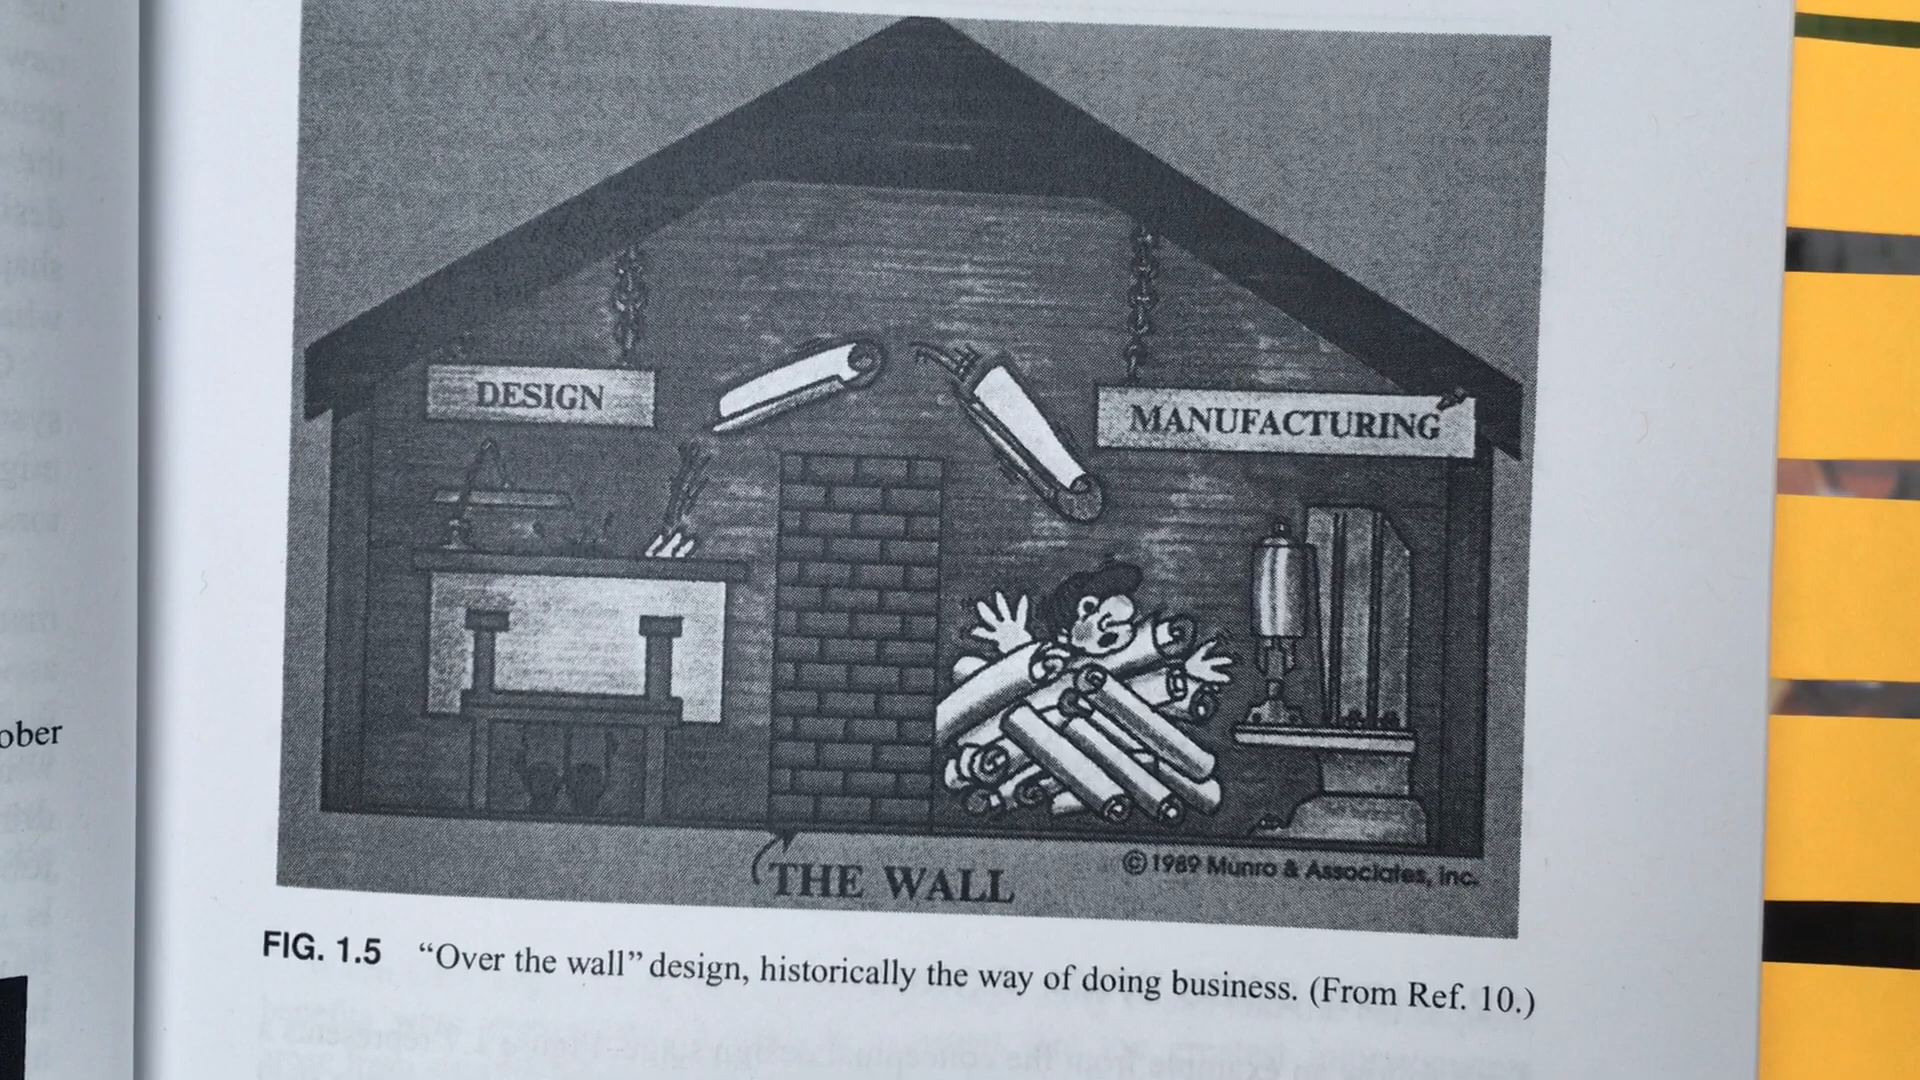 DESIGN
MANUFACTURING
THE WALL
©1989 Munro & Associates, Inc.
FIG. 1.5 “Over the wall” design, historically the way of doing business. (From Ref. 10.)
ober